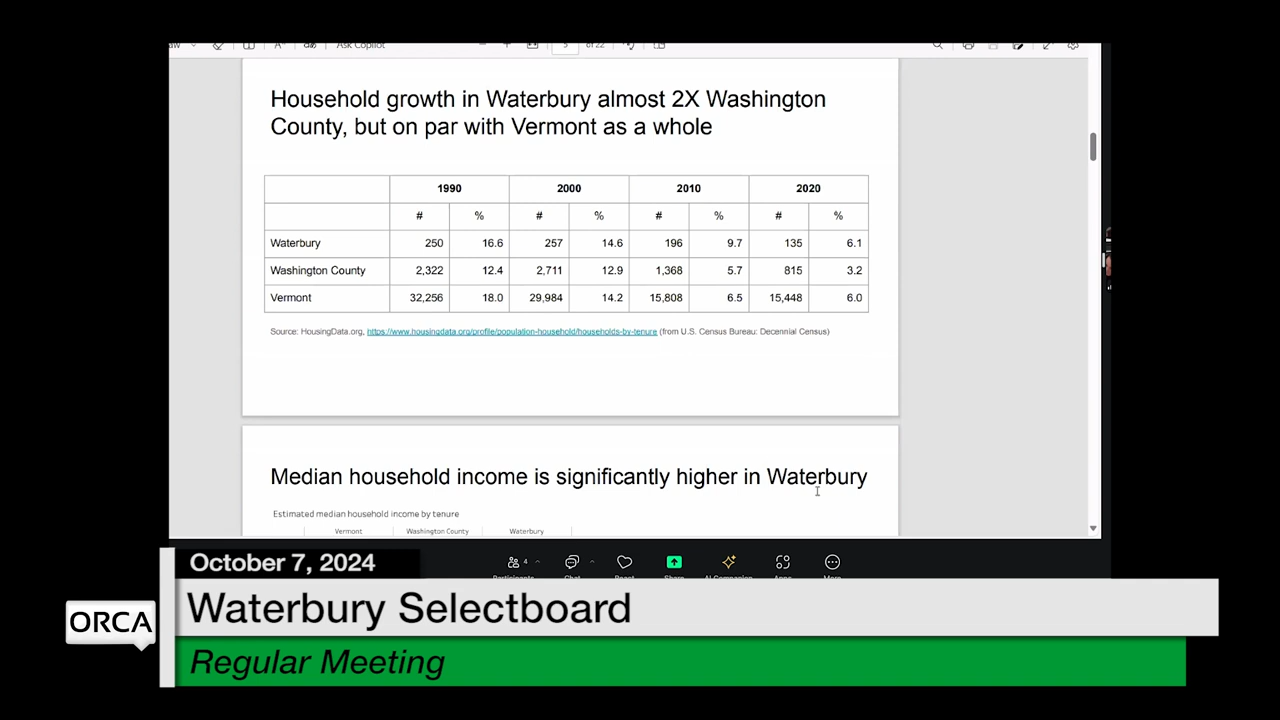 Ask Copilot
5 of 22
Household growth in Waterbury almost 2X Washington
County, but on par with Vermont as a whole
1990 2000 2010 2020
# % # % # % # %
Waterbury 250 16.6 257 14.6 196 9.7 135 6.1
Washington County 2,322 12.4 2,711 12.9 1,368 5.7 815 3.2
Vermont 32,256 18.0 29,984 14.2 15,808 6.5 15,448 6.0
Source: HousingData.org, https://www.housingdata.org/profile/population-household/households-by-tenure (from U.S. Census Bureau: Decennial Census)
Median household income is significantly higher in Waterbury
Estimated median household income by tenure
Vermont Washington County Waterbury
4
October 7, 2024
Waterbury Selectboard
ORCA
Regular Meeting